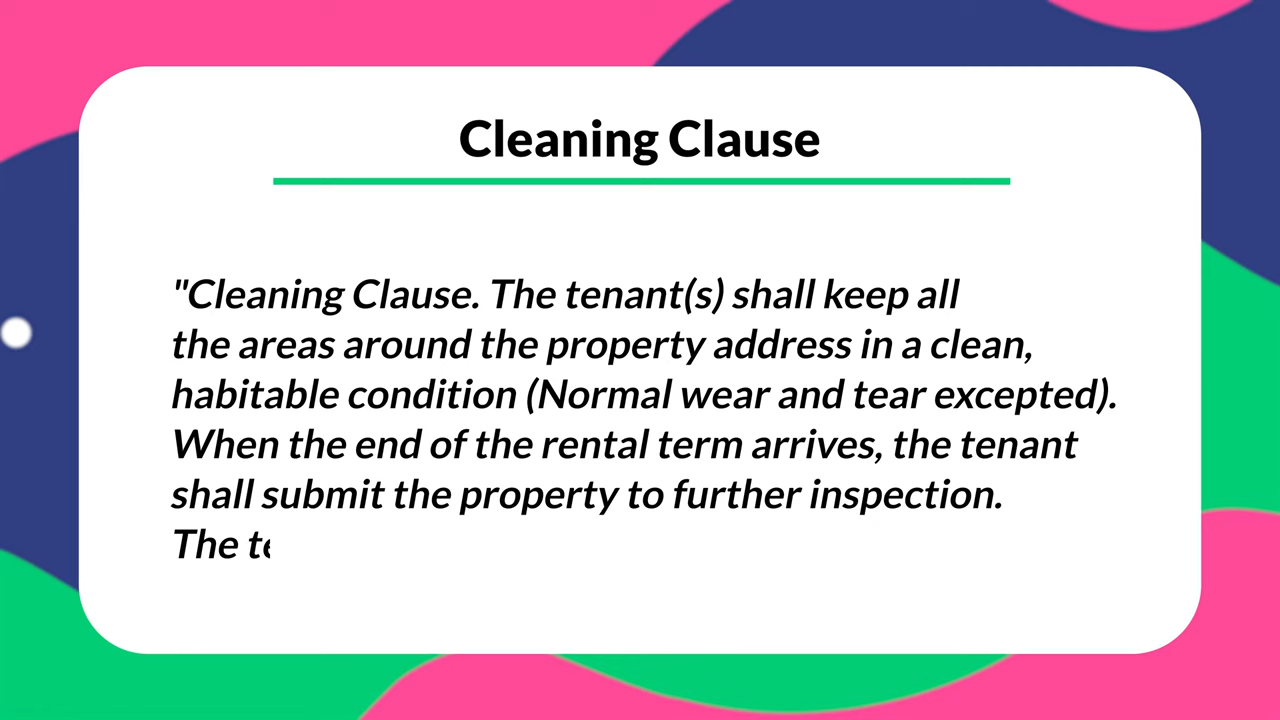 Cleaning Clause
"Cleaning Clause. The tenant(s) shall keep all
the areas around the property address in a clean,
habitable condition (Normal wear and tear excepted).
When the end of the rental term arrives, the tenant
shall submit the property to further inspection.
The